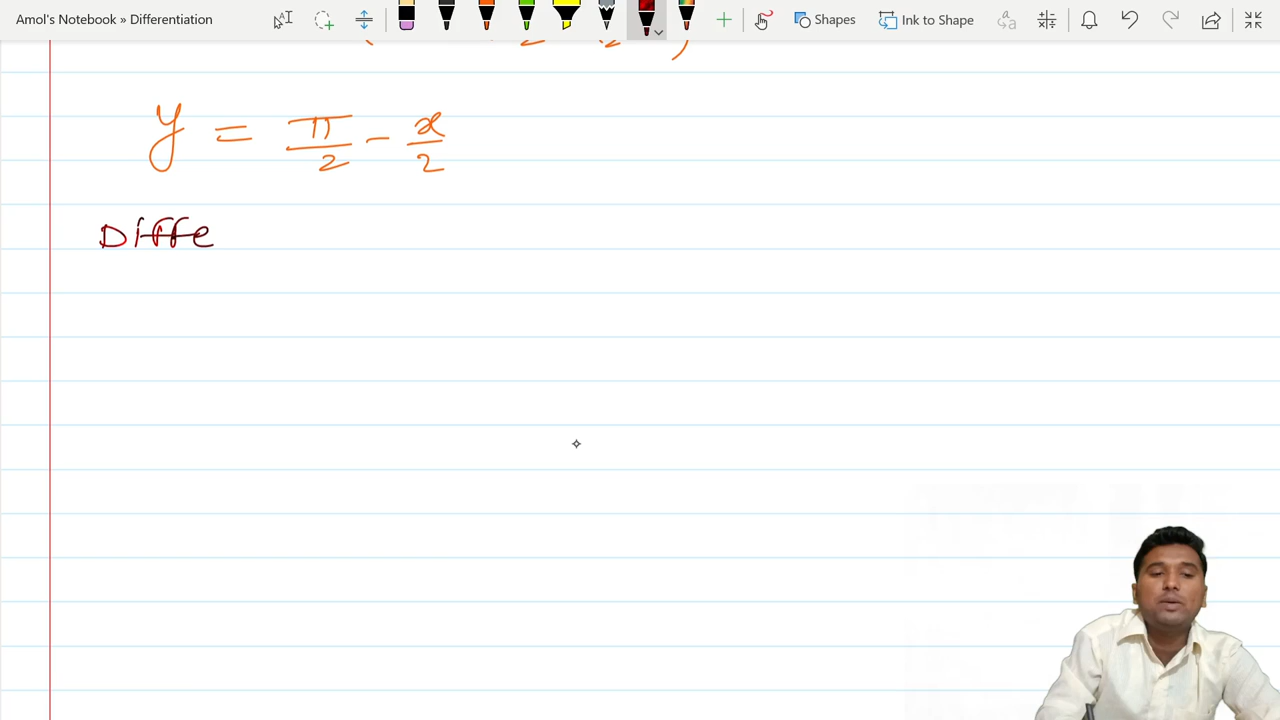 Amol's Notebook » Differentiation
Shapes
Ink to Shape
y = π/2 - x/2
Diffe